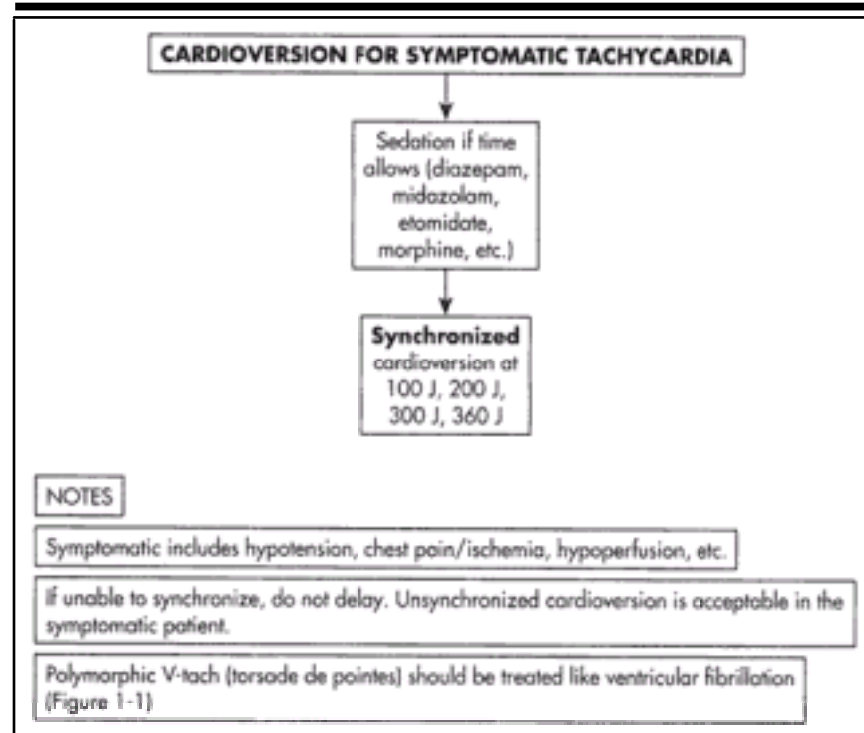 CARDIOVERSION FOR SYMPTOMATIC TACHYCARDIA
Sedation if time
allows (diazepam,
midazolam,
etomidate,
morphine, etc.)
Synchronized
cardioversion at
100 J, 200 J,
300 J, 360 J
NOTES
Symptomatic includes hypotension, chest pain/ischemia, hypoperfusion, etc.
If unable to synchronize, do not delay. Unsynchronized cardioversion is acceptable in the
symptomatic patient.
Polymorphic V-tach (torsade de pointes) should be treated like ventricular fibrillation
(Figure 1-1)